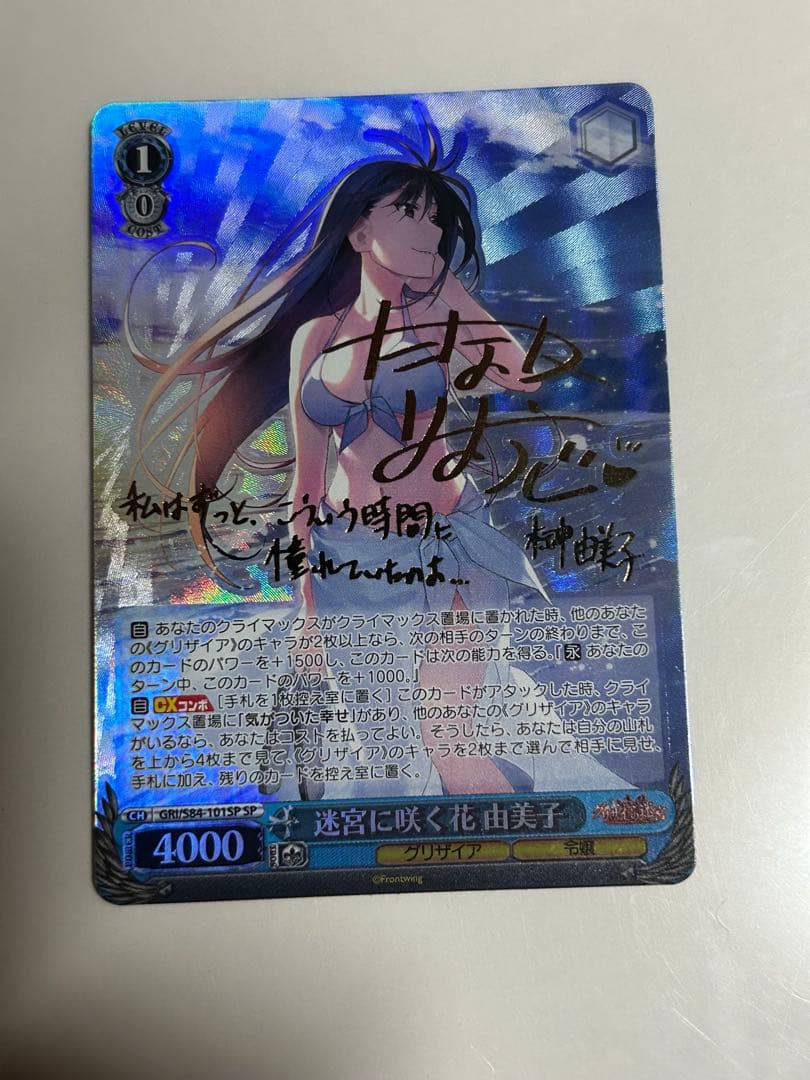 LEVEL
1
0
COST
たなか
りょうこ
私はずっと、こういう時間に
憧れていたのよ…
榊由美子
自 あなたのクライマックスがクライマックス置場に置かれた時、他のあなた
の《グリザイア》のキャラが2枚以上なら、次の相手のターンの終わりまで、こ
のカードのパワーを+1500し、このカードは次の能力を得る。『永 あなたの
ターン中、このカードのパワーを+1000。』
自 CXコンボ [手札を1枚控え室に置く] このカードがアタックした時、クライ
マックス置場に「気がついた幸せ」があり、他のあなたの《グリザイア》のキャラ
がいるなら、あなたはコストを払ってよい。そうしたら、あなたは自分の山札
を上から4枚まで見て、《グリザイア》のキャラを2枚まで選んで相手に見せ、
手札に加え、残りのカードを控え室に置く。
CH GRI/S84-101SP SP
迷宮に咲く花 由美子
POWER 4000
SOUL
グリザイア 令嬢
©Frontwing